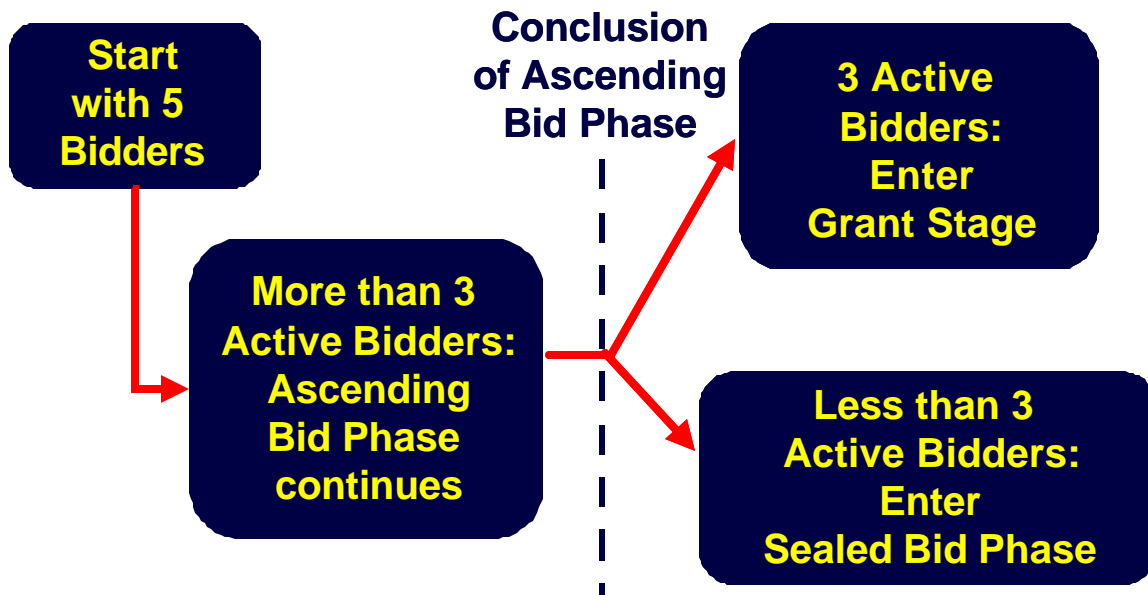 Start
with 5
Bidders
More than 3
Active Bidders:
Ascending
Bid Phase
continues
Conclusion
of Ascending
Bid Phase
3 Active
Bidders:
Enter
Grant Stage
Less than 3
Active Bidders:
Enter
Sealed Bid Phase